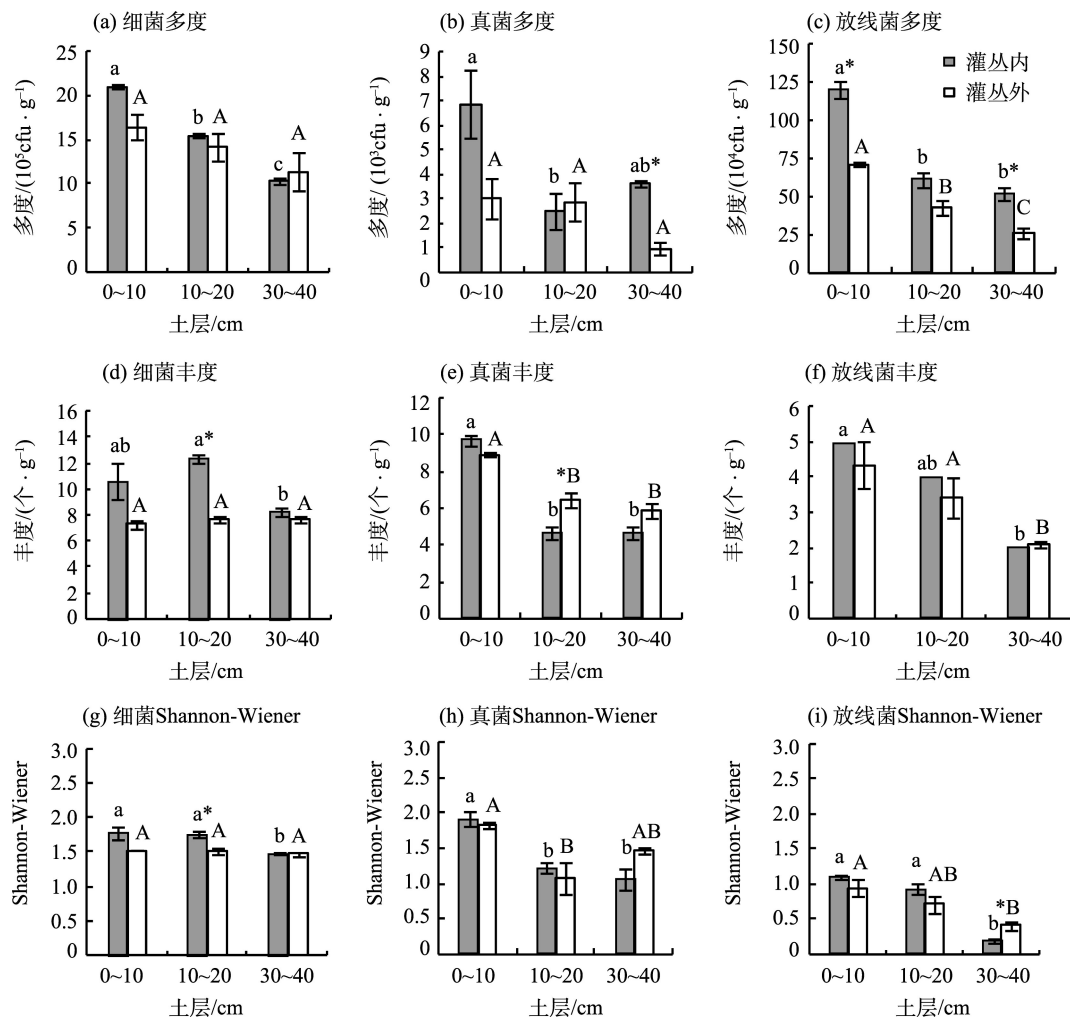 (a) 细菌多度
多度/(10⁵cfu · g⁻¹)
25
20
15
10
5
0
a
A
b
A
c
A
0~10
10~20
30~40
土层/cm
(b) 真菌多度
多度/ (10³cfu · g⁻¹)
9
8
7
6
5
4
3
2
1
0
a
A
b
A
ab*
A
0~10
10~20
30~40
土层/cm
(c) 放线菌多度
多度/(10⁴cfu · g⁻¹)
150
125
100
75
50
25
0
灌丛内
灌丛外
a*
A
b
B
b*
C
0~10
10~20
30~40
土层/cm
(d) 细菌丰度
丰度/(个 · g⁻¹)
16
14
12
10
8
6
4
2
0
ab
A
a*
A
b
A
0~10
10~20
30~40
土层/cm
(e) 真菌丰度
丰度/(个 · g⁻¹)
12
10
8
6
4
2
0
a
A
b
*B
b
B
0~10
10~20
30~40
土层/cm
(f) 放线菌丰度
丰度/(个 · g⁻¹)
6
5
4
3
2
1
0
a
A
ab
A
b
B
0~10
10~20
30~40
土层/cm
(g) 细菌Shannon-Wiener
Shannon-Wiener
3.0
2.5
2.0
1.5
1.0
0.5
0
a
A
a*
A
b
A
0~10
10~20
30~40
土层/cm
(h) 真菌Shannon-Wiener
Shannon-Wiener
3.0
2.5
2.0
1.5
1.0
0.5
0
a
A
b
B
b
AB
0~10
10~20
30~40
土层/cm
(i) 放线菌Shannon-Wiener
Shannon-Wiener
3.0
2.5
2.0
1.5
1.0
0.5
0
a
A
a
AB
b
*B
0~10
10~20
30~40
土层/cm